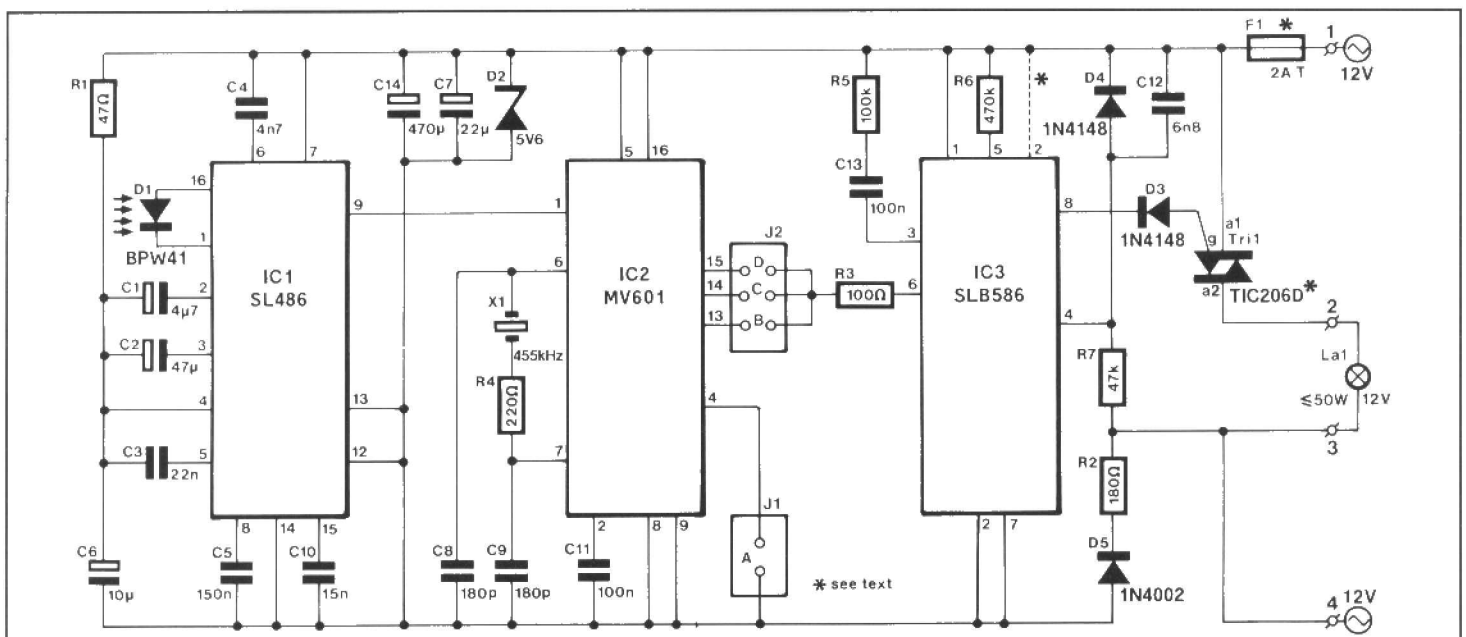 F1 *
2A T
1
12V
R1
47Ω
C4
4n7
6
7
C14
470µ
C7
22µ
D2
5V6
5
16
R5
100k
R6
470k
*
D4
1N4148
C12
6n8
D1
BPW41
16
1
9
1
C13
100n
1
5
2
3
8
D3
1N4148
g
a1
Tri1
a2
TIC206D*
IC1
SL486
IC2
MV601
IC3
SLB586
J2
15
D
14
C
13
B
R3
100Ω
6
4
C1
4µ7
2
C2
47µ
3
4
C3
22n
5
13
12
6
X1
455kHz
R4
220Ω
7
4
R7
47k
2
La1
≤50W
12V
3
R2
180Ω
D5
1N4002
8
14
15
2
8
9
J1
A
2
7
C6
10µ
C5
150n
C10
15n
C8
180p
C9
180p
C11
100n
* see text
4
12V